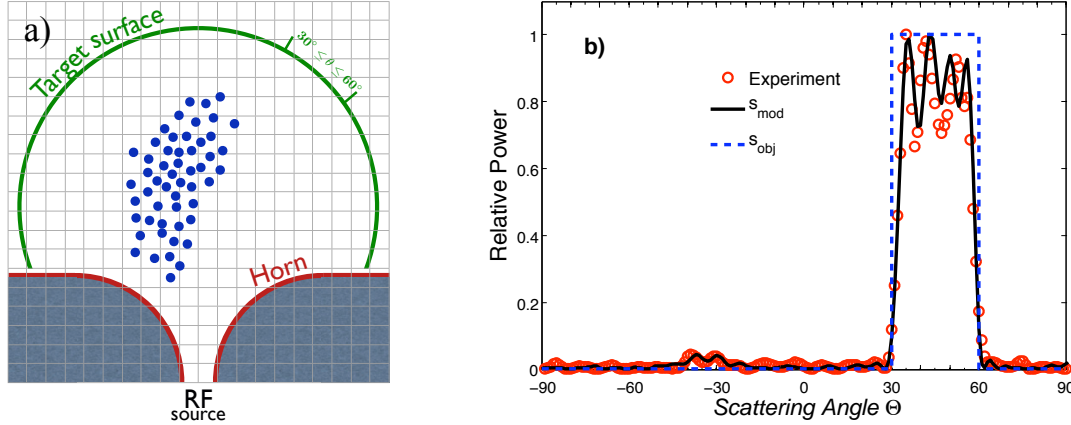 a)
Target surface
30° < θ < 60°
Horn
RF
source
b)
Experiment
s_mod
s_obj
Relative Power
1
0.8
0.6
0.4
0.2
0
−90
−60
−30
0
30
60
90
Scattering Angle Θ